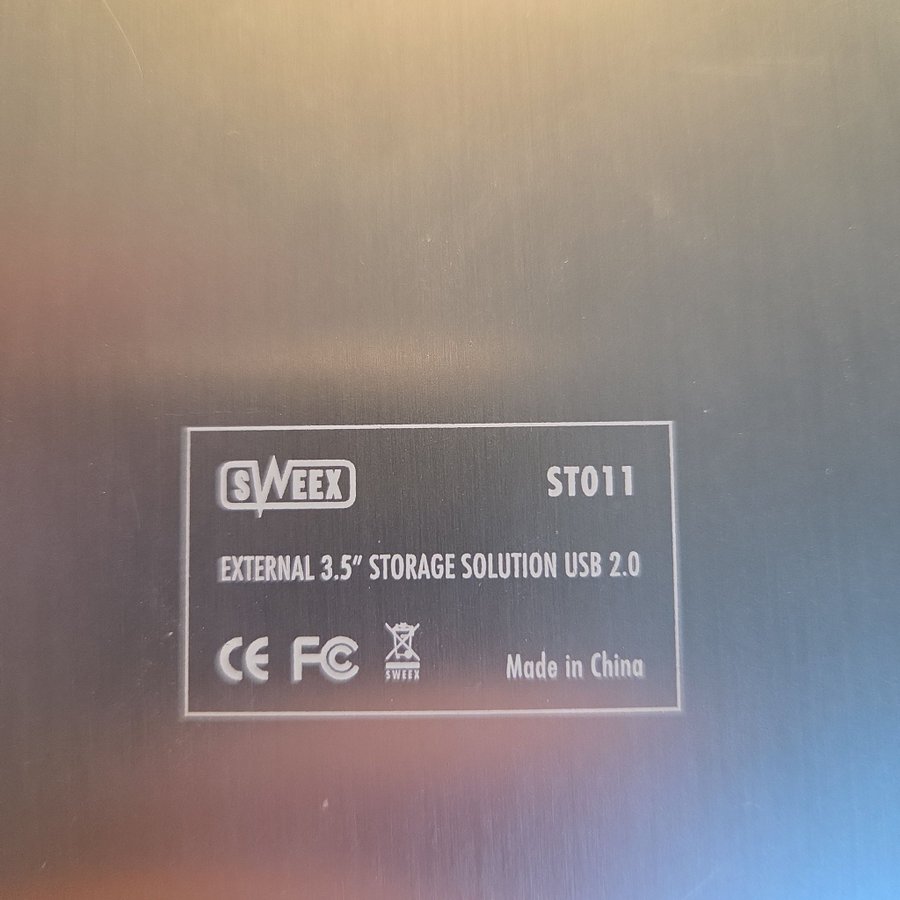 SWEEX ST011
EXTERNAL 3.5″ STORAGE SOLUTION USB 2.0
CE FC SWEEX Made in China